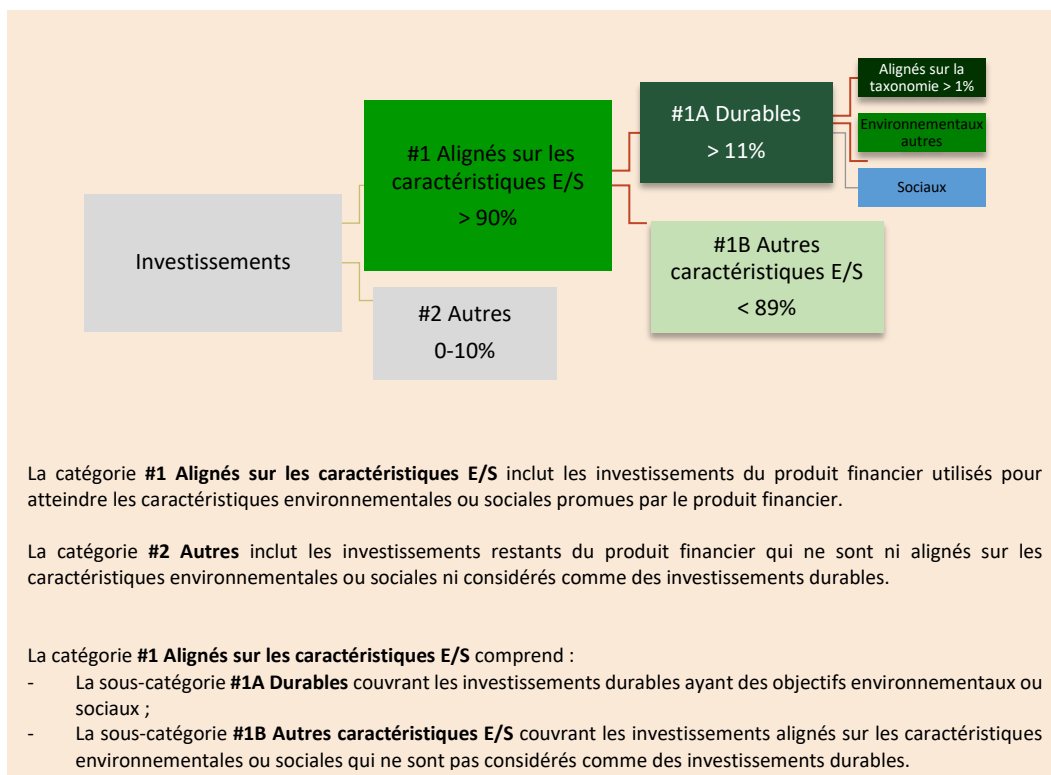 Investissements
#1 Alignés sur les
caractéristiques E/S
> 90%
#2 Autres
0-10%
#1A Durables
> 11%
#1B Autres
caractéristiques E/S
< 89%
Alignés sur la
taxonomie > 1%
Environnementaux
autres
Sociaux
La catégorie #1 Alignés sur les caractéristiques E/S inclut les investissements du produit financier utilisés pour
atteindre les caractéristiques environnementales ou sociales promues par le produit financier.
La catégorie #2 Autres inclut les investissements restants du produit financier qui ne sont ni alignés sur les
caractéristiques environnementales ou sociales ni considérés comme des investissements durables.
La catégorie #1 Alignés sur les caractéristiques E/S comprend :
- La sous-catégorie #1A Durables couvrant les investissements durables ayant des objectifs environnementaux ou
sociaux ;
- La sous-catégorie #1B Autres caractéristiques E/S couvrant les investissements alignés sur les caractéristiques
environnementales ou sociales qui ne sont pas considérés comme des investissements durables.